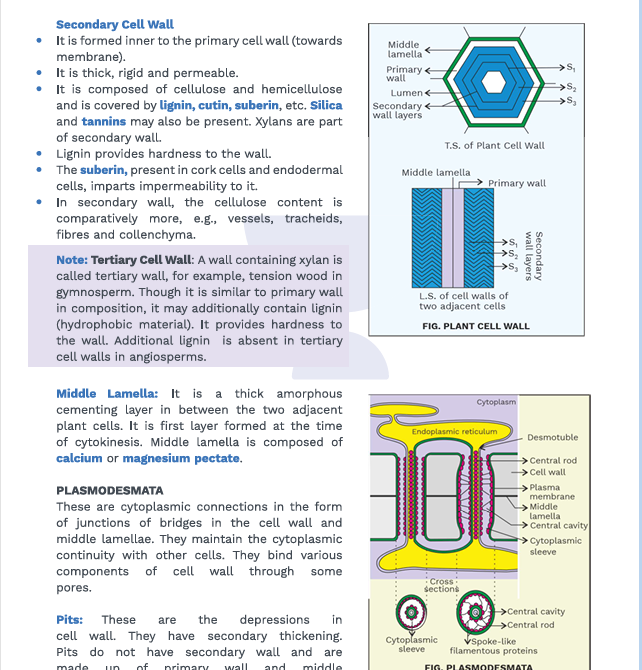 Secondary Cell Wall
• It is formed inner to the primary cell wall (towards
membrane).
• It is thick, rigid and permeable.
• It is composed of cellulose and hemicellulose
and is covered by lignin, cutin, suberin, etc. Silica
and tannins may also be present. Xylans are part
of secondary wall.
• Lignin provides hardness to the wall.
• The suberin, present in cork cells and endodermal
cells, imparts impermeability to it.
• In secondary wall, the cellulose content is
comparatively more, e.g., vessels, tracheids,
fibres and collenchyma.
Note: Tertiary Cell Wall: A wall containing xylan is
called tertiary wall, for example, tension wood in
gymnosperm. Though it is similar to primary wall
in composition, it may additionally contain lignin
(hydrophobic material). It provides hardness to
the wall. Additional lignin is absent in tertiary
cell walls in angiosperms.
Middle Lamella: It is a thick amorphous
cementing layer in between the two adjacent
plant cells. It is first layer formed at the time
of cytokinesis. Middle lamella is composed of
calcium or magnesium pectate.
PLASMODESMATA
These are cytoplasmic connections in the form
of junctions of bridges in the cell wall and
middle lamellae. They maintain the cytoplasmic
continuity with other cells. They bind various
components of cell wall through some
pores.
Pits: These are the depressions in
cell wall. They have secondary thickening.
Pits do not have secondary wall and are
made up of primary wall and middle
Middle
lamella
Primary
wall
Lumen
Secondary
wall layers
S1
S2
S3
T.S. of Plant Cell Wall
Middle lamella
Primary wall
S1
S2
S3
Secondary
wall layers
L.S. of cell walls of
two adjacent cells
FIG. PLANT CELL WALL
Cytoplasm
Endoplasmic reticulum
Desmotuble
Central rod
Cell wall
Plasma
membrane
Middle
lamella
Central cavity
Cytoplasmic
sleeve
Cross
sections
Central cavity
Central rod
Cytoplasmic
sleeve
Spoke-like
filamentous proteins
FIG. PLASMODESMATA